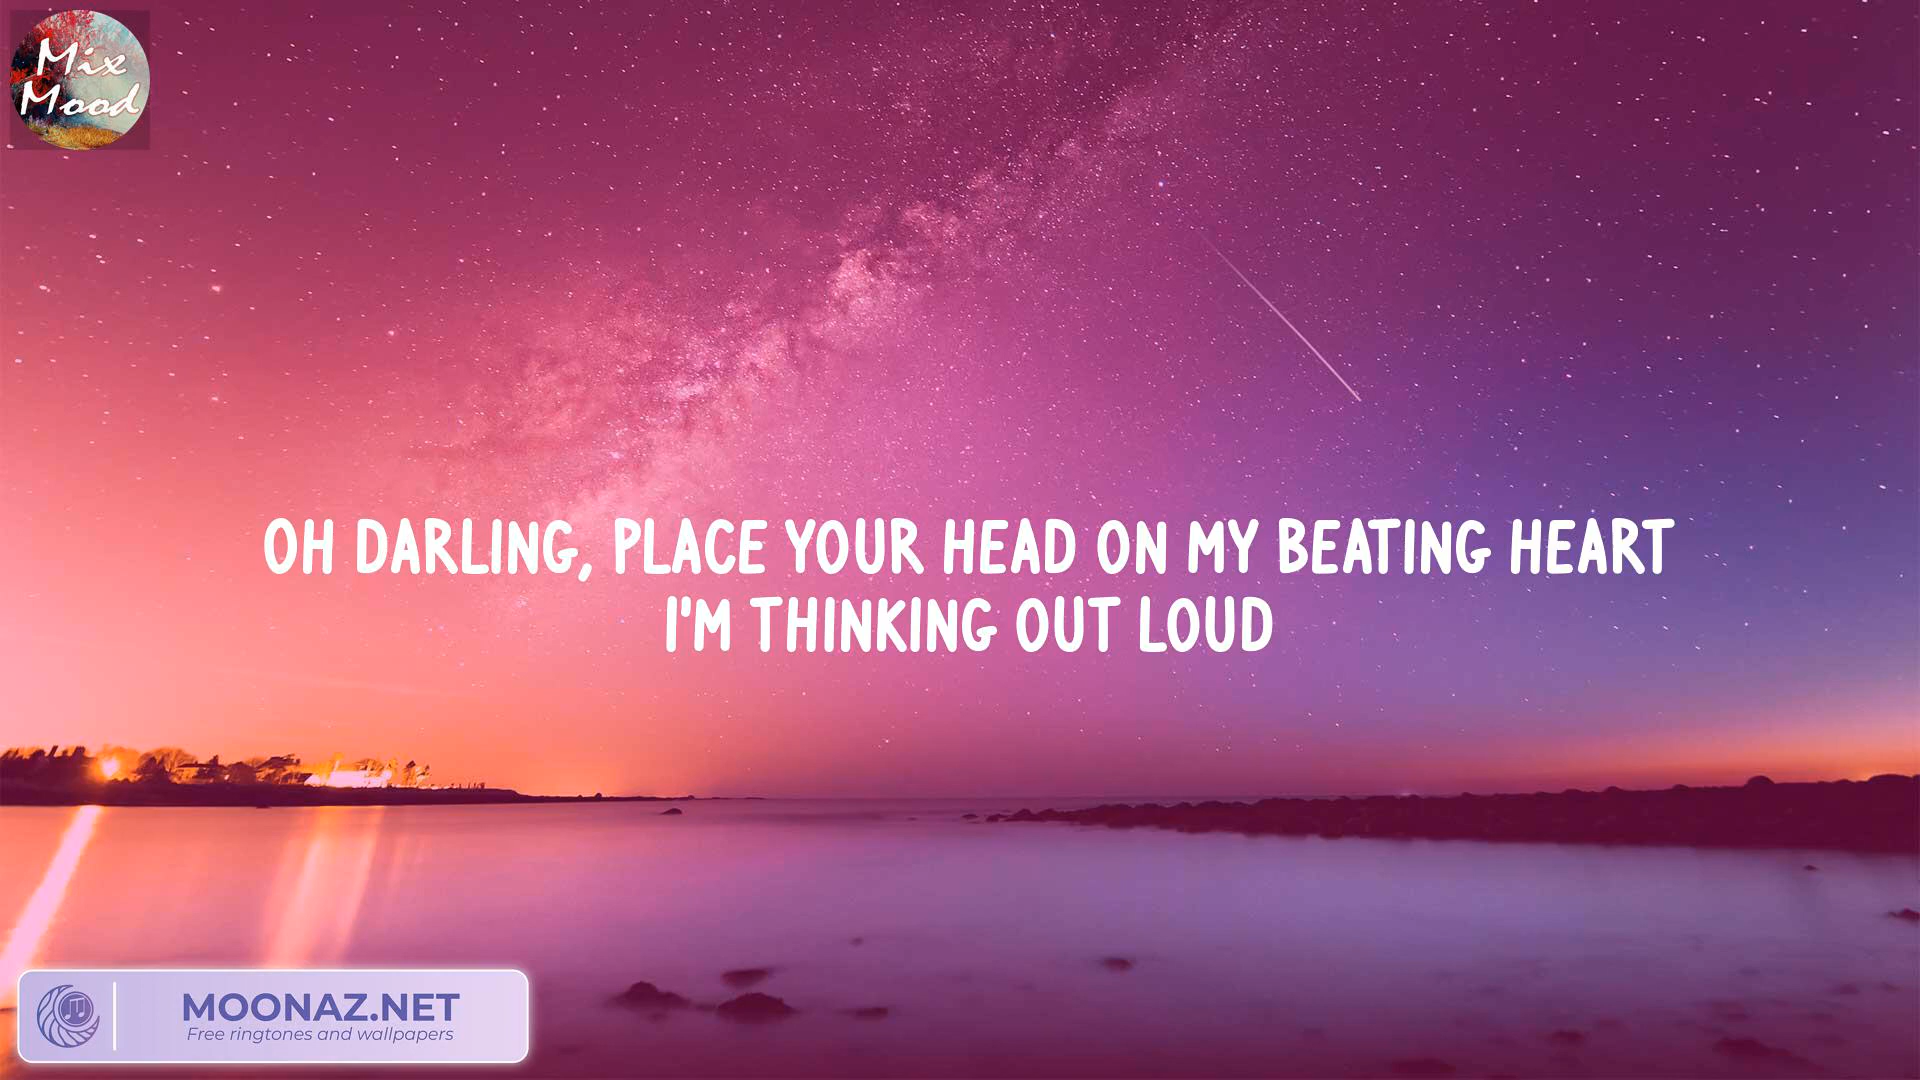 Mix
Mood
OH DARLING, PLACE YOUR HEAD ON MY BEATING HEART
I'M THINKING OUT LOUD
MOONAZ.NET
Free ringtones and wallpapers